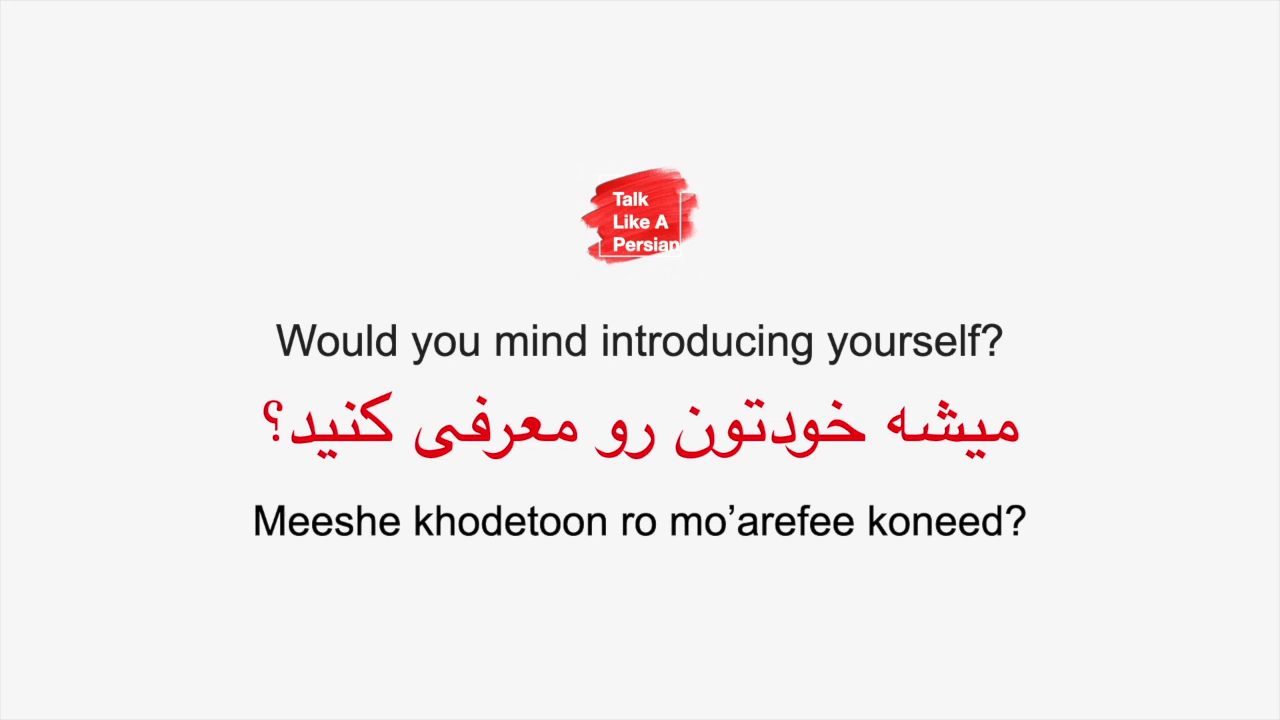 Talk
Like A
Persian
Would you mind introducing yourself?
میشه خودتون رو معرفی کنید؟
Meeshe khodetoon ro mo’arefee koneed?